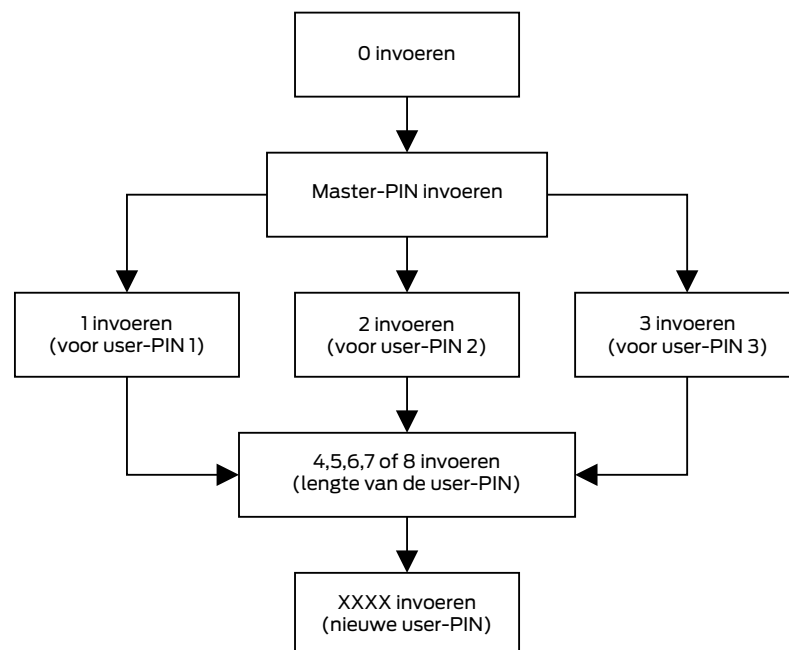 0 invoeren
Master-PIN invoeren
1 invoeren
(voor user-PIN 1)
2 invoeren
(voor user-PIN 2)
3 invoeren
(voor user-PIN 3)
4,5,6,7 of 8 invoeren
(lengte van de user-PIN)
XXXX invoeren
(nieuwe user-PIN)